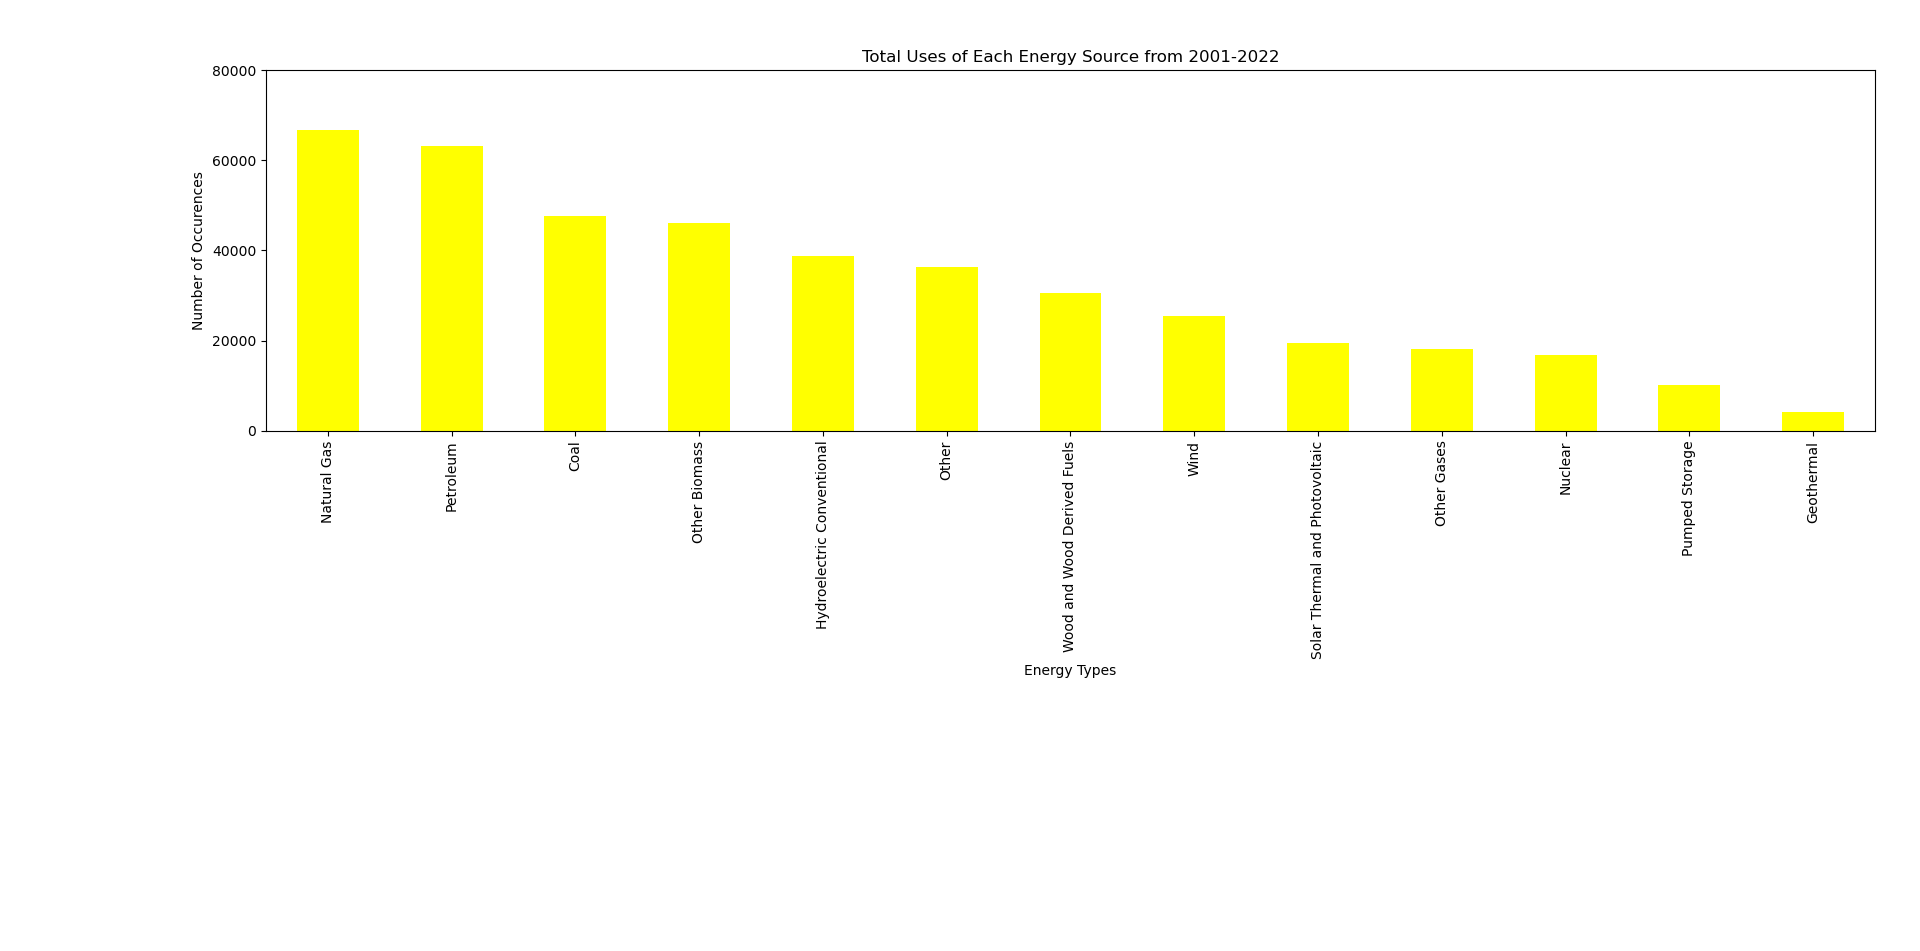 Total Uses of Each Energy Source from 2001-2022
80000
60000
40000
20000
0
Number of Occurences
Natural Gas
Petroleum
Coal
Other Biomass
Hydroelectric Conventional
Other
Wood and Wood Derived Fuels
Wind
Solar Thermal and Photovoltaic
Other Gases
Nuclear
Pumped Storage
Geothermal
Energy Types